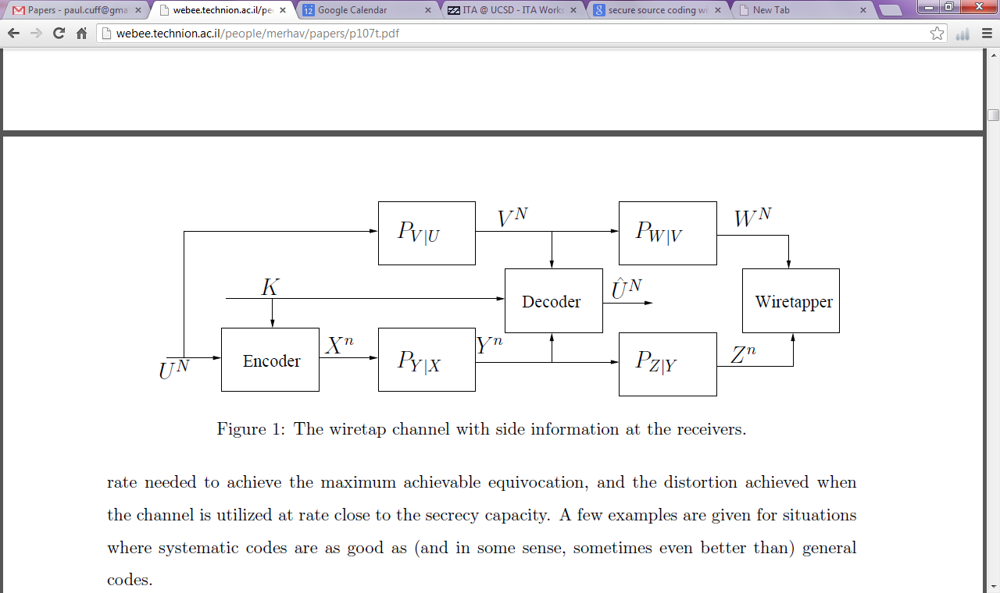 Papers - paul.cuff@gma
webee.technion.ac.il/pe
Google Calendar
ITA @ UCSD - ITA Works
secure source coding wi
New Tab
webee.technion.ac.il/people/merhav/papers/p107t.pdf
P_{V|U}
V^N
P_{W|V}
W^N
K
Decoder
Û^N
Wiretapper
U^N
Encoder
X^n
P_{Y|X}
Y^n
P_{Z|Y}
Z^n
Figure 1: The wiretap channel with side information at the receivers.
rate needed to achieve the maximum achievable equivocation, and the distortion achieved when
the channel is utilized at rate close to the secrecy capacity. A few examples are given for situations
where systematic codes are as good as (and in some sense, sometimes even better than) general
codes.